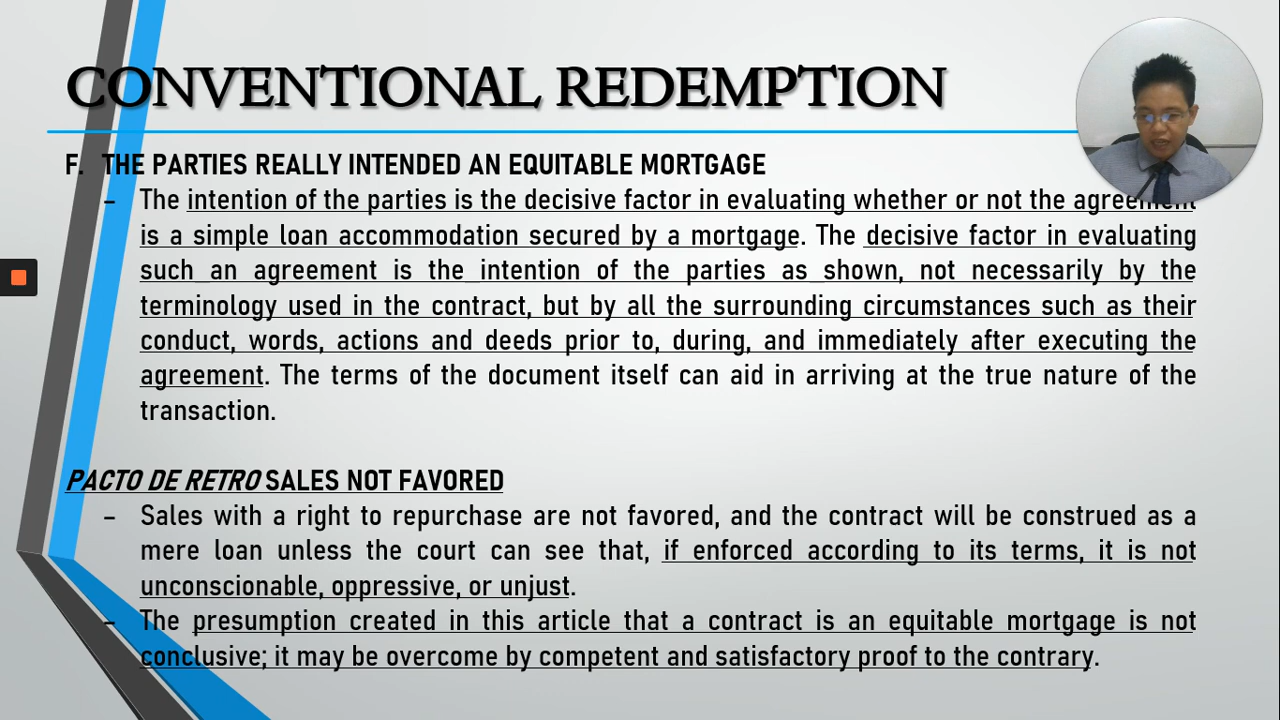 CONVENTIONAL REDEMPTION
F. THE PARTIES REALLY INTENDED AN EQUITABLE MORTGAGE
- The intention of the parties is the decisive factor in evaluating whether or not the agreement
is a simple loan accommodation secured by a mortgage. The decisive factor in evaluating
such an agreement is the intention of the parties as shown, not necessarily by the
terminology used in the contract, but by all the surrounding circumstances such as their
conduct, words, actions and deeds prior to, during, and immediately after executing the
agreement. The terms of the document itself can aid in arriving at the true nature of the
transaction.
PACTO DE RETRO SALES NOT FAVORED
- Sales with a right to repurchase are not favored, and the contract will be construed as a
mere loan unless the court can see that, if enforced according to its terms, it is not
unconscionable, oppressive, or unjust.
- The presumption created in this article that a contract is an equitable mortgage is not
conclusive; it may be overcome by competent and satisfactory proof to the contrary.